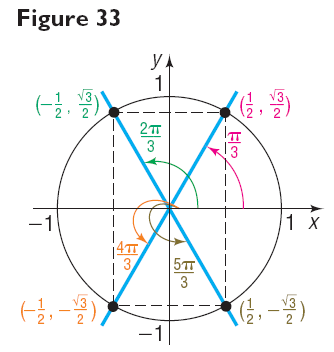 Figure 33
y
1
(-1/2, √3/2)
(1/2, √3/2)
2π/3
π/3
-1
1 x
4π/3
5π/3
(-1/2, -√3/2)
(1/2, -√3/2)
-1